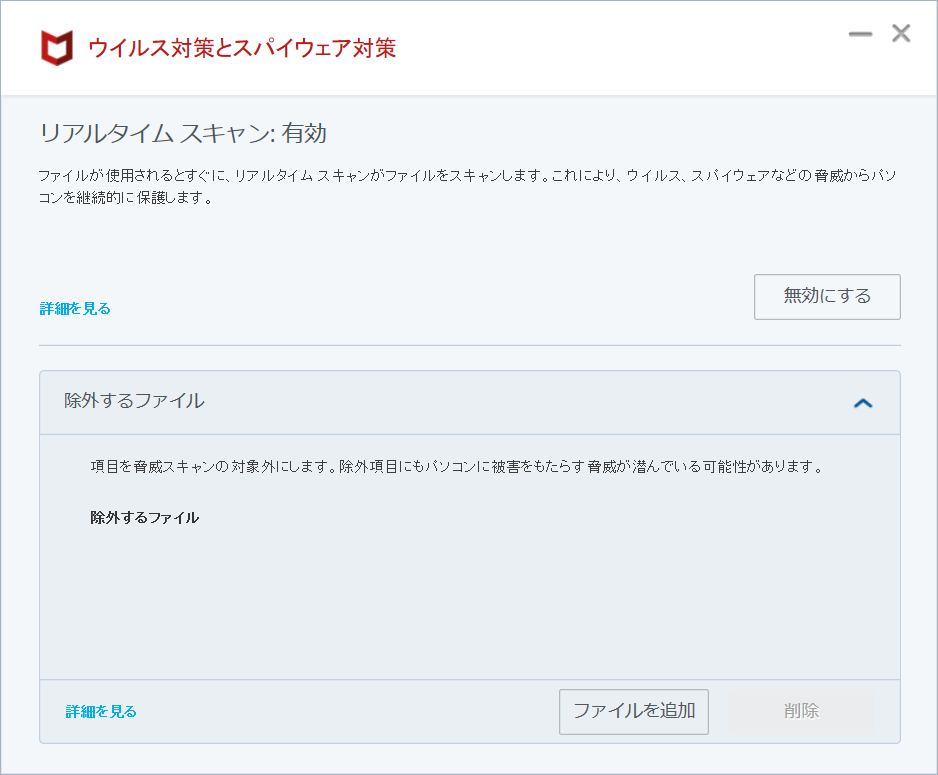 ウイルス対策とスパイウェア対策
リアルタイム スキャン: 有効
ファイルが使用されるとすぐに、リアルタイム スキャンがファイルをスキャンします。これにより、ウイルス、スパイウェアなどの脅威からパソ
コンを継続的に保護します。
詳細を見る
無効にする
除外するファイル
項目を脅威スキャンの対象外にします。除外項目にもパソコンに被害をもたらす脅威が潜んでいる可能性があります。
除外するファイル
詳細を見る
ファイルを追加
削除